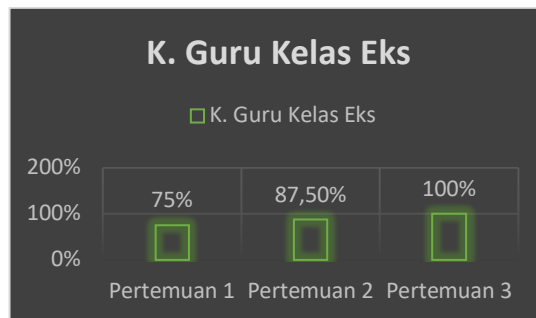 K. Guru Kelas Eks
K. Guru Kelas Eks
200%
100%
0%
75%
87,50%
100%
Pertemuan 1 Pertemuan 2 Pertemuan 3